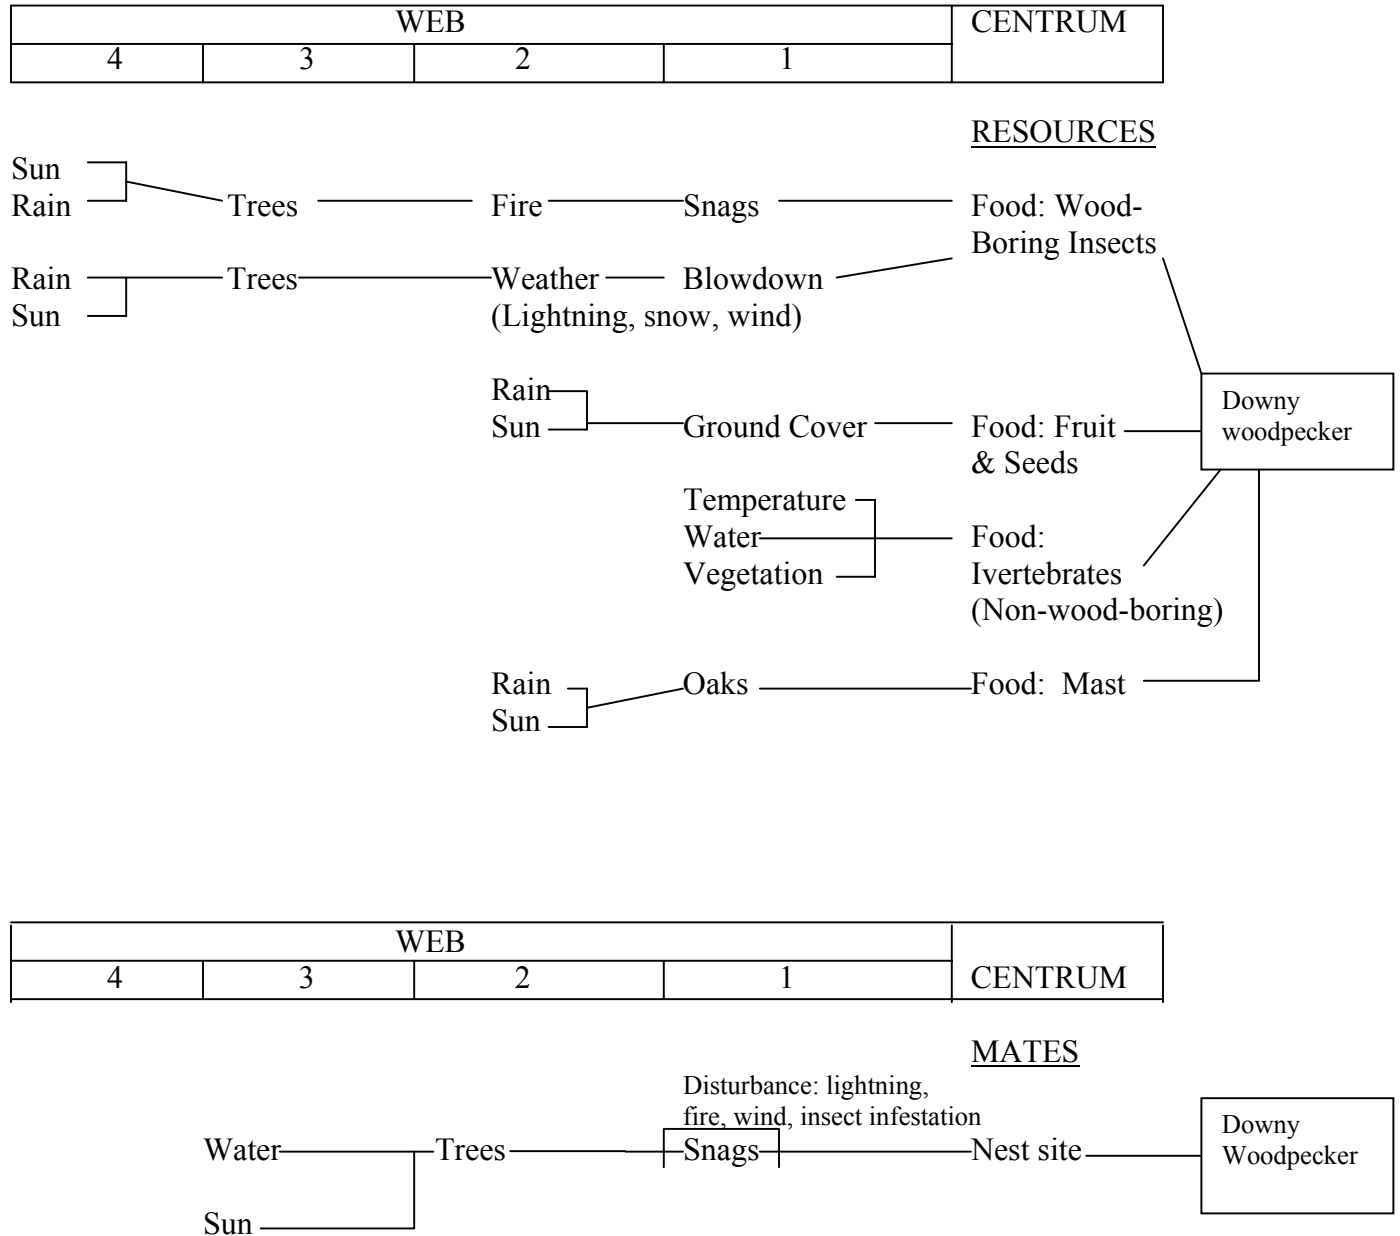 WEB CENTRUM
4 3 2 1
RESOURCES
Sun
Rain Trees Fire Snags Food: Wood-
Boring Insects
Rain Trees Weather Blowdown
Sun (Lightning, snow, wind)
Rain
Sun Ground Cover Food: Fruit
& Seeds
Downy
woodpecker
Temperature
Water Food:
Vegetation Ivertebrates
(Non-wood-boring)
Rain Oaks Food: Mast
Sun
WEB
4 3 2 1 CENTRUM
MATES
Disturbance: lightning,
fire, wind, insect infestation
Water Trees Snags Nest site
Downy
Woodpecker
Sun